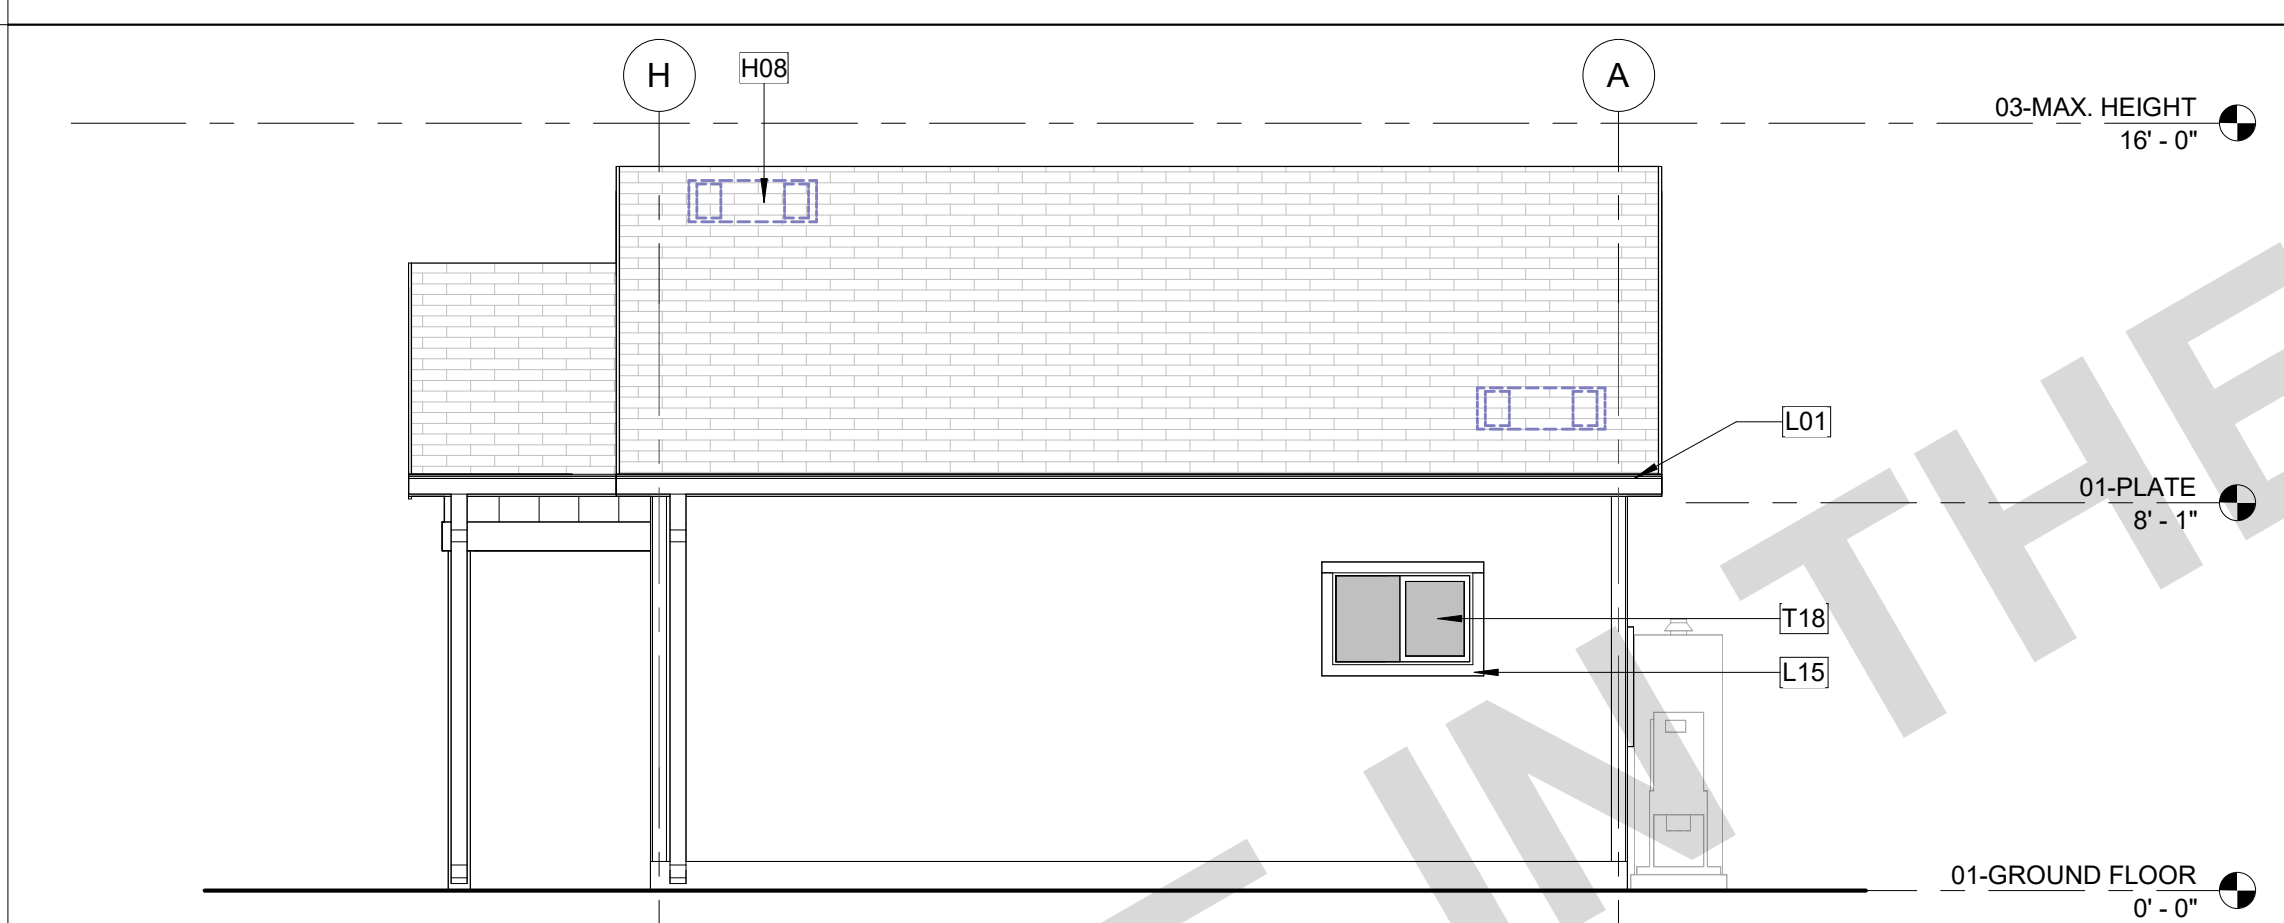 H
H08
A
03-MAX. HEIGHT
16' - 0"
L01
01-PLATE
8' - 1"
T18
L15
01-GROUND FLOOR
0' - 0"
IN THE